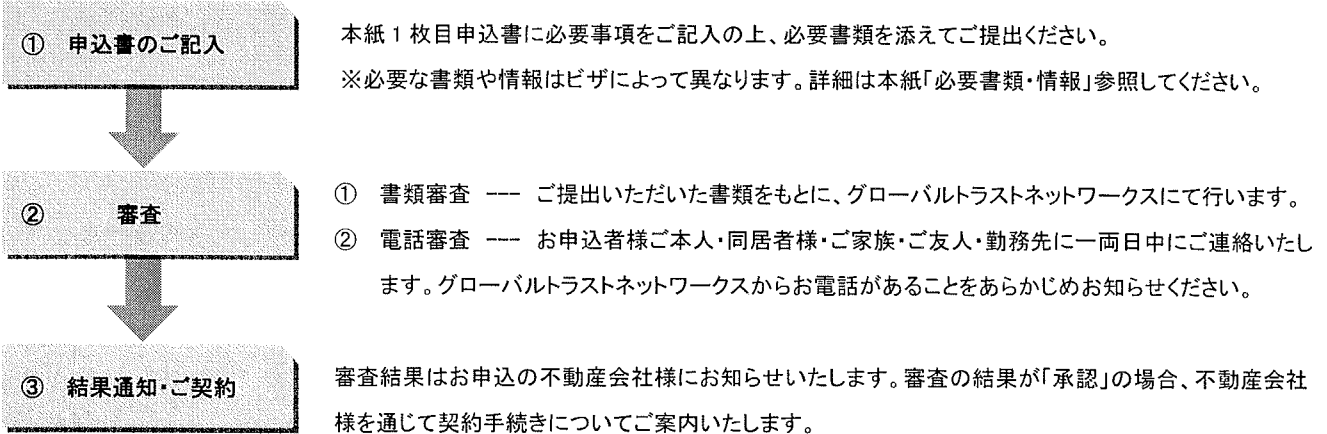 ① 申込書のご記入
本紙1枚目申込書に必要事項をご記入の上、必要書類を添えてご提出ください。
※必要な書類や情報はビザによって異なります。詳細は本紙「必要書類・情報」参照してください。
② 審査
① 書類審査 --- ご提出いただいた書類をもとに、グローバルトラストネットワークスにて行います。
② 電話審査 --- お申込者様ご本人・同居者様・ご家族・ご友人・勤務先に一両日中にご連絡いたし
ます。グローバルトラストネットワークスからお電話があることをあらかじめお知らせください。
③ 結果通知・ご契約
審査結果はお申込の不動産会社様にお知らせいたします。審査の結果が「承認」の場合、不動産会社
様を通じて契約手続きについてご案内いたします。